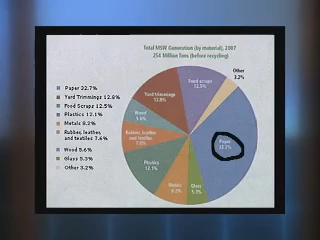 Total MSW Generation (by material), 2007
254 Million Tons (before recycling)
Other
3.2%
Food scraps
12.5%
Yard trimmings
12.8%
Wood
5.6%
Rubber, leather
and textiles
7.6%
Plastics
12.1%
Metals
8.2%
Glass
5.3%
Paper
32.7%
Paper 32.7%
Yard Trimmings 12.8%
Food Scraps 12.5%
Plastics 12.1%
Metals 8.2%
Rubber, leather,
and textiles 7.6%
Wood 5.6%
Glass 5.3%
Other 3.2%